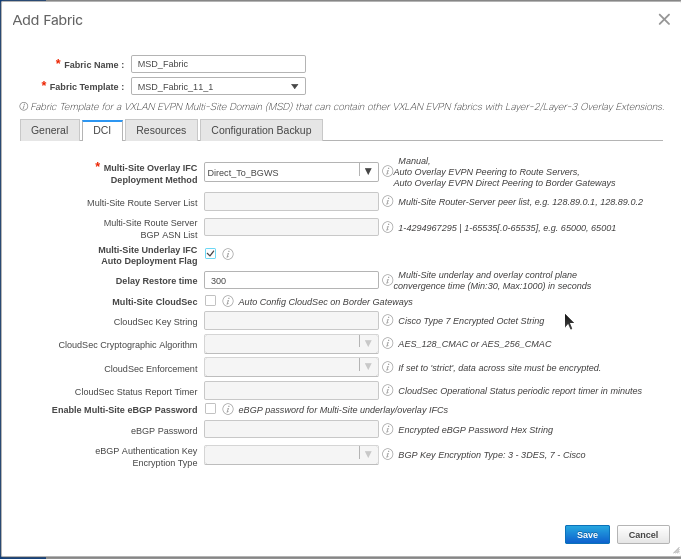 Add Fabric
* Fabric Name : MSD_Fabric
* Fabric Template : MSD_Fabric_11_1
Fabric Template for a VXLAN EVPN Multi-Site Domain (MSD) that can contain other VXLAN EVPN fabrics with Layer-2/Layer-3 Overlay Extensions.
General DCI Resources Configuration Backup
* Multi-Site Overlay IFC
Deployment Method
Direct_To_BGWS
Manual,
Auto Overlay EVPN Peering to Route Servers,
Auto Overlay EVPN Direct Peering to Border Gateways
Multi-Site Route Server List
Multi-Site Router-Server peer list, e.g. 128.89.0.1, 128.89.0.2
Multi-Site Route Server
BGP ASN List
1-4294967295 | 1-65535[.0-65535], e.g. 65000, 65001
Multi-Site Underlay IFC
Auto Deployment Flag
Delay Restore time
300
Multi-Site underlay and overlay control plane
convergence time (Min:30, Max:1000) in seconds
Multi-Site CloudSec
Auto Config CloudSec on Border Gateways
CloudSec Key String
Cisco Type 7 Encrypted Octet String
CloudSec Cryptographic Algorithm
AES_128_CMAC or AES_256_CMAC
CloudSec Enforcement
If set to 'strict', data across site must be encrypted.
CloudSec Status Report Timer
CloudSec Operational Status periodic report timer in minutes
Enable Multi-Site eBGP Password
eBGP password for Multi-Site underlay/overlay IFCs
eBGP Password
Encrypted eBGP Password Hex String
eBGP Authentication Key
Encryption Type
BGP Key Encryption Type: 3 - 3DES, 7 - Cisco
Save Cancel